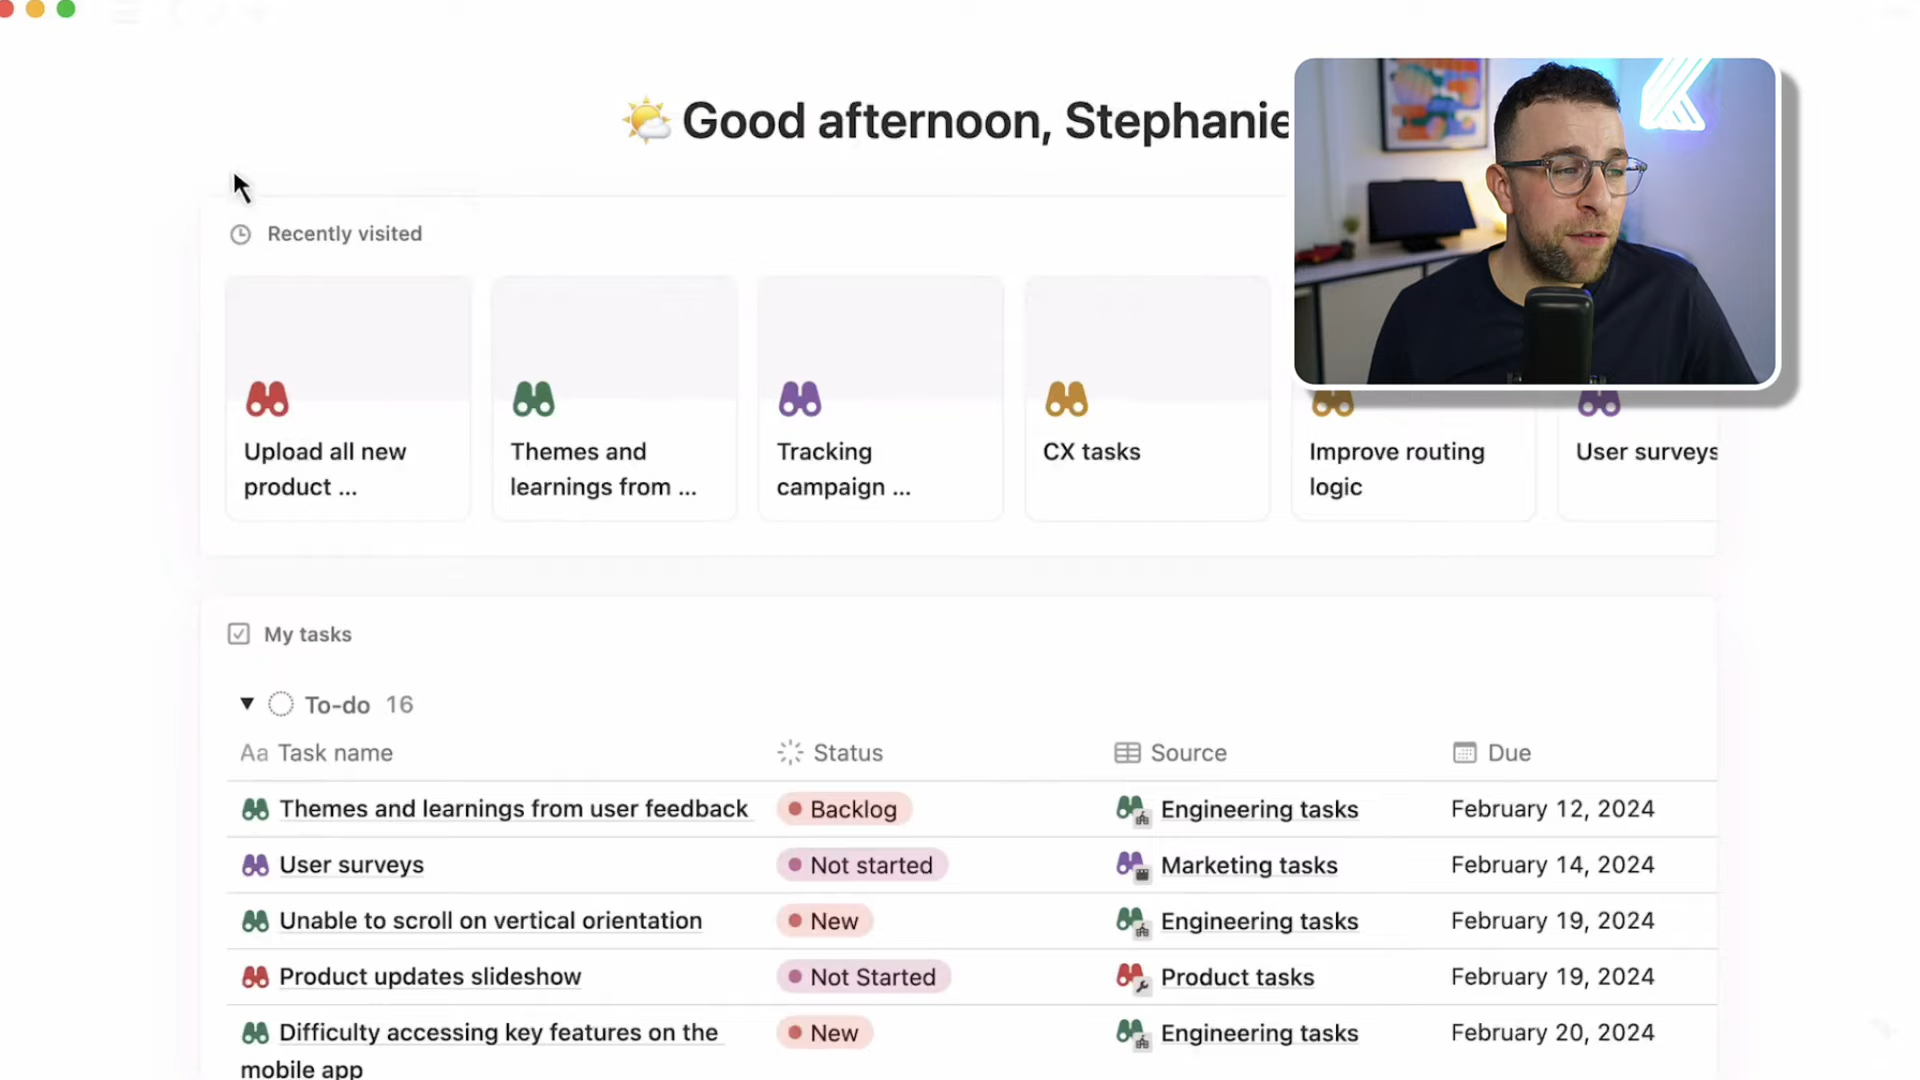 Good afternoon, Stephanie
Recently visited
Upload all new
product ...
Themes and
learnings from ...
Tracking
campaign ...
CX tasks
Improve routing
logic
User surveys
My tasks
To-do 16
Aa Task name Status Source Due
Themes and learnings from user feedback Backlog Engineering tasks February 12, 2024
User surveys Not started Marketing tasks February 14, 2024
Unable to scroll on vertical orientation New Engineering tasks February 19, 2024
Product updates slideshow Not Started Product tasks February 19, 2024
Difficulty accessing key features on the New Engineering tasks February 20, 2024
mobile app